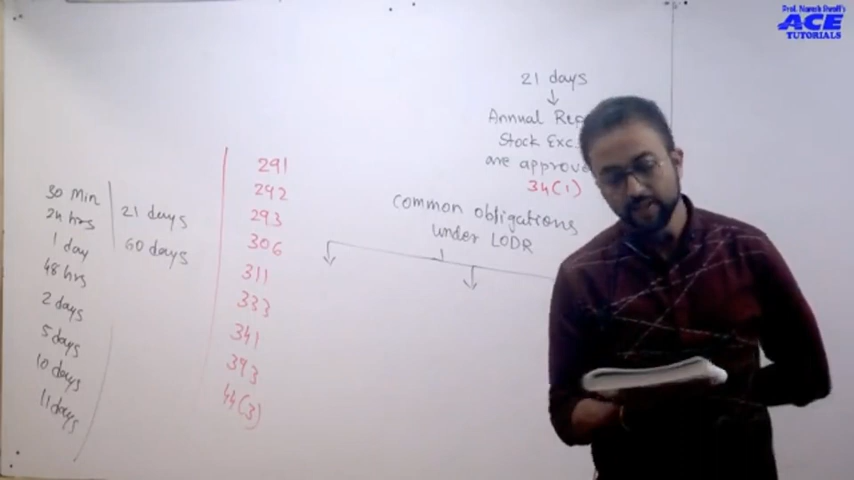 Prof. Naresh Shroff's
ACE
TUTORIALS
21 days
Annual Rep
Stock Exc
are approve
34(1)
Common obligations
under LODR
30 Min
24 hrs
1 day
48 hrs
2 days
5 days
10 days
11 days
21 days
60 days
291
292
293
306
311
333
341
393
44(3)